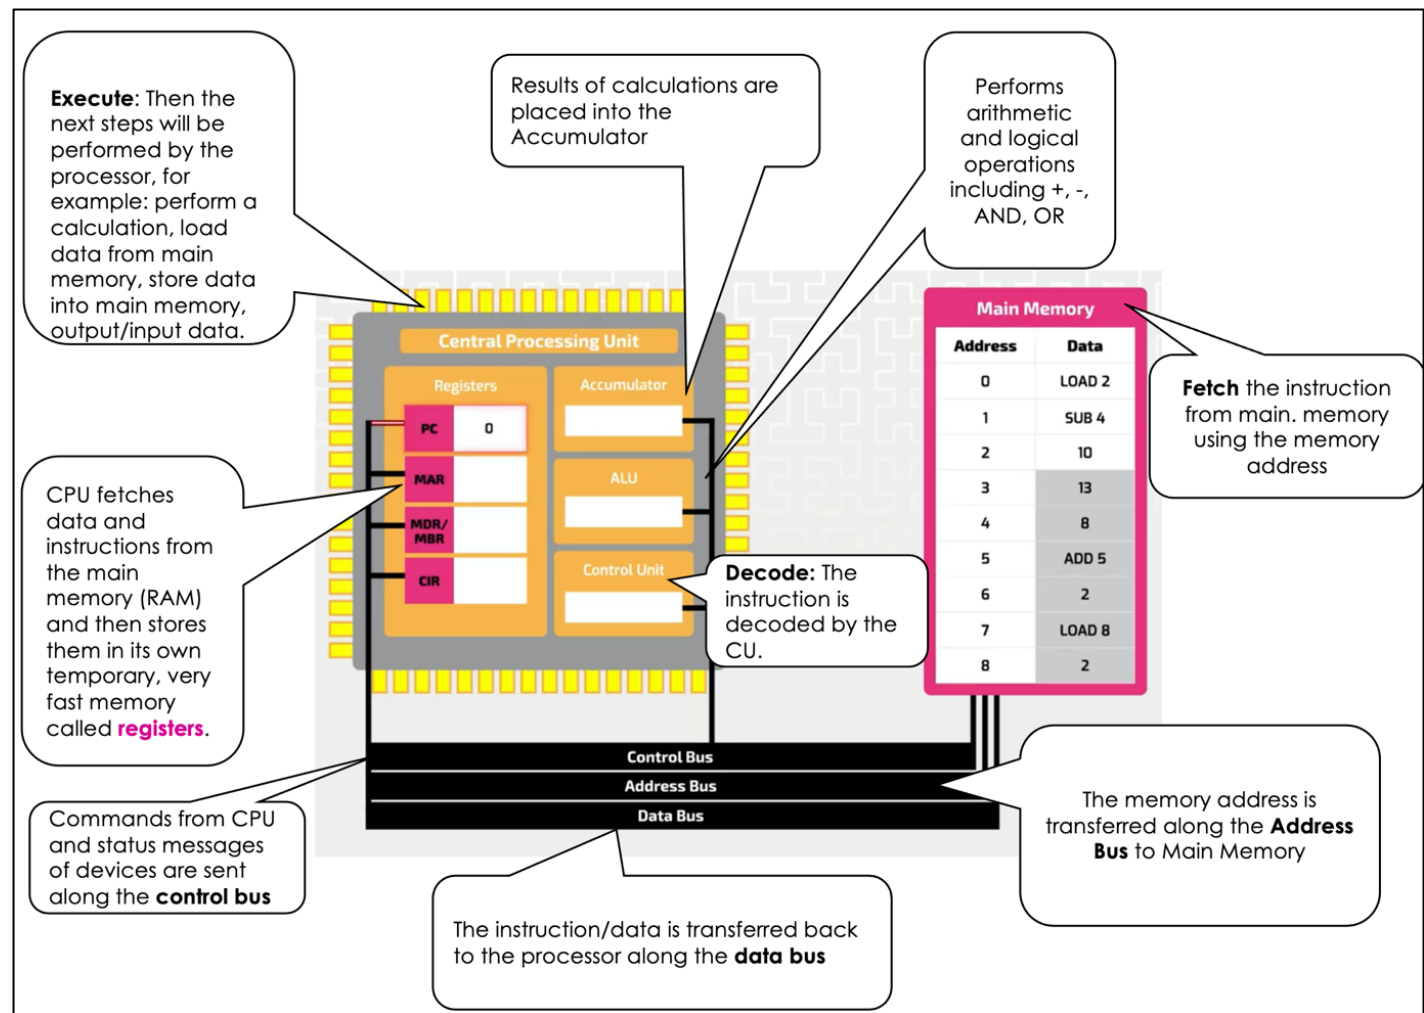 Execute: Then the
next steps will be
performed by the
processor, for
example: perform a
calculation, load
data from main
memory, store data
into main memory,
output/input data.
Results of calculations are
placed into the
Accumulator
Performs
arithmetic
and logical
operations
including +, -,
AND, OR
Central Processing Unit
Registers
PC 0
MAR
MDR/
MBR
CIR
Accumulator
ALU
Control Unit
Main Memory
Address Data
0 LOAD 2
1 SUB 4
2 10
3 13
4 8
5 ADD 5
6 2
7 LOAD 8
8 2
Fetch the instruction
from main. memory
using the memory
address
CPU fetches
data and
instructions from
the main
memory (RAM)
and then stores
them in its own
temporary, very
fast memory
called registers.
Decode: The
instruction is
decoded by the
CU.
Control Bus
Address Bus
Data Bus
Commands from CPU
and status messages
of devices are sent
along the control bus
The memory address is
transferred along the Address
Bus to Main Memory
The instruction/data is transferred back
to the processor along the data bus